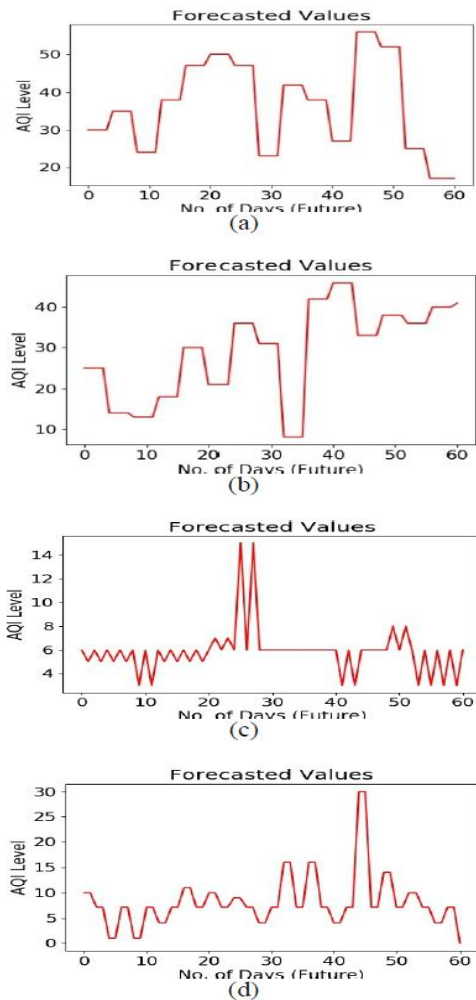 Forecasted Values
50
40
30
20
AQI Level
0 10 20 30 40 50 60
No. of Days (Future)
(a)
Forecasted Values
40
30
20
10
AQI Level
0 10 20 30 40 50 60
No. of Days (Future)
(b)
Forecasted Values
14
12
10
8
6
4
AQI Level
0 10 20 30 40 50 60
No. of Days (Future)
(c)
Forecasted Values
30
25
20
15
10
5
0
AQI Level
0 10 20 30 40 50 60
No. of Days (Future)
(d)